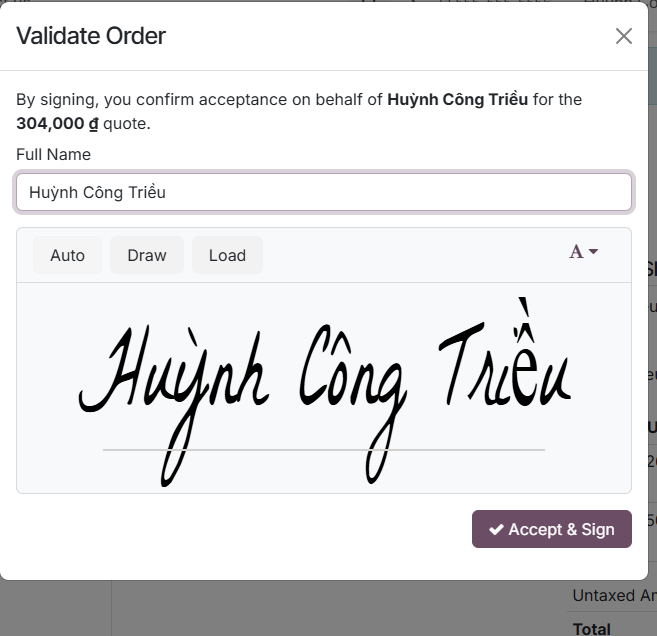 Validate Order
By signing, you confirm acceptance on behalf of Huỳnh Công Triều for the
304,000 ₫ quote.
Full Name
Huỳnh Công Triều
Auto Draw Load A
Huỳnh Công Triều
Accept & Sign
Untaxed
Total